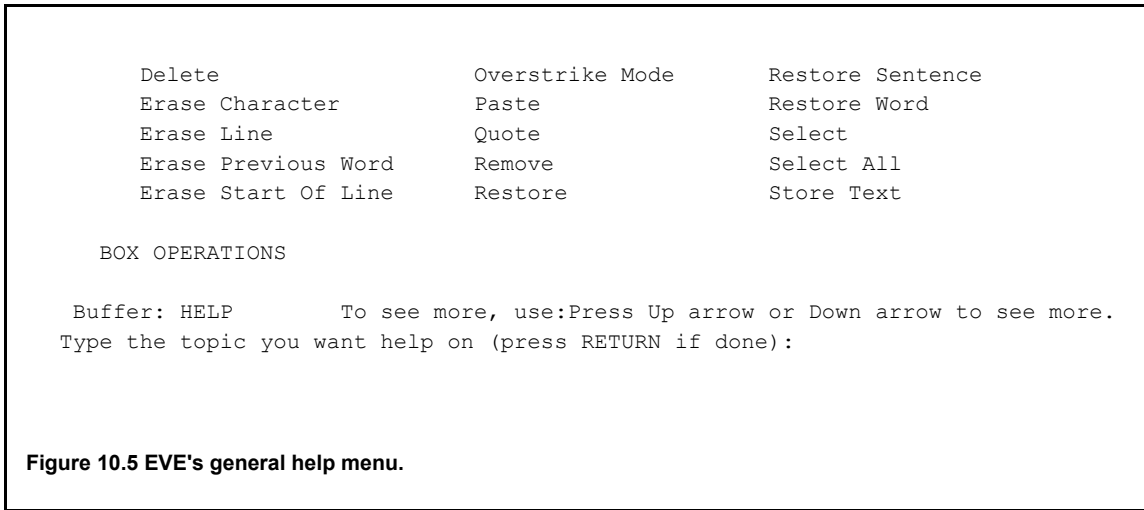 Delete Overstrike Mode Restore Sentence
Erase Character Paste Restore Word
Erase Line Quote Select
Erase Previous Word Remove Select All
Erase Start Of Line Restore Store Text
BOX OPERATIONS
Buffer: HELP To see more, use:Press Up arrow or Down arrow to see more.
Type the topic you want help on (press RETURN if done):
Figure 10.5 EVE's general help menu.